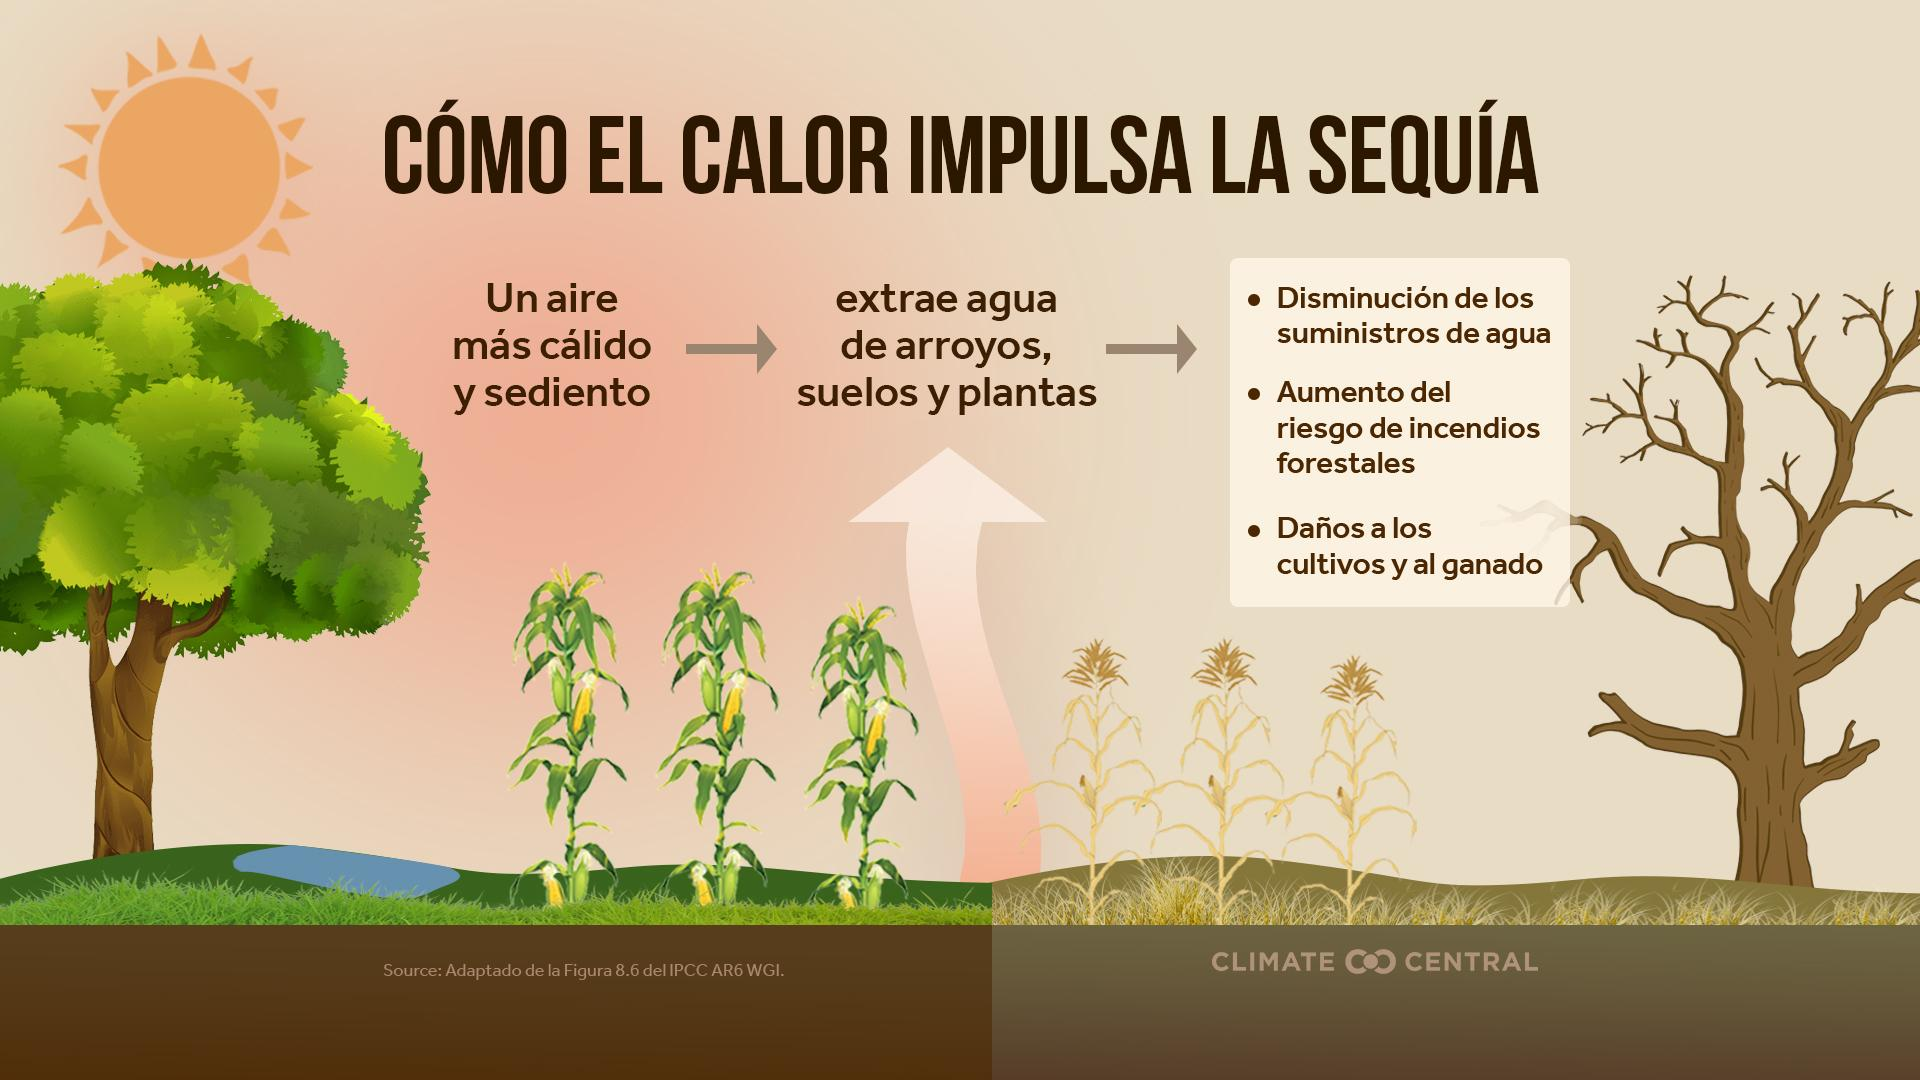 CÓMO EL CALOR IMPULSA LA SEQUÍA
Un aire
más cálido
y sediento
extrae agua
de arroyos,
suelos y plantas
• Disminución de los
suministros de agua
• Aumento del
riesgo de incendios
forestales
• Daños a los
cultivos y al ganado
Source: Adaptado de la Figura 8.6 del IPCC AR6 WGI.
CLIMATE CENTRAL